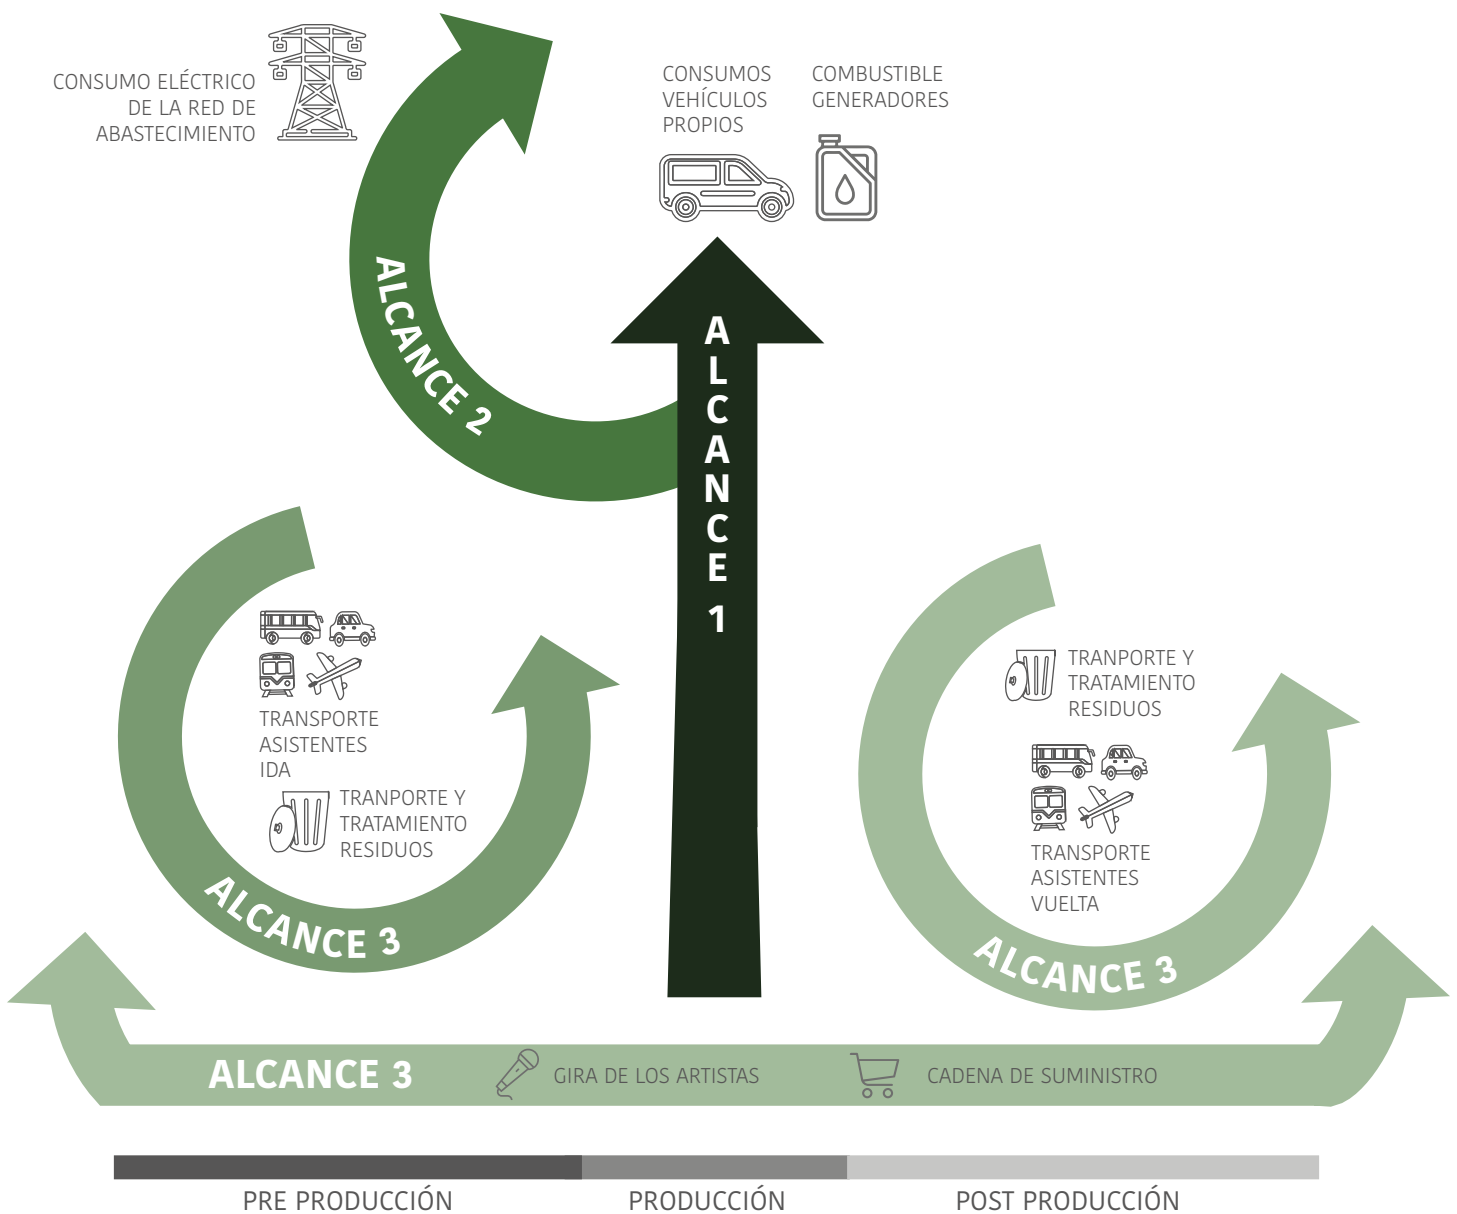 CONSUMO ELÉCTRICO
DE LA RED DE
ABASTECIMIENTO
CONSUMOS
VEHÍCULOS
PROPIOS
COMBUSTIBLE
GENERADORES
ALCANCE 2
ALCANCE 1
TRANSPORTE
ASISTENTES
IDA
TRANPORTE Y
TRATAMIENTO
RESIDUOS
ALCANCE 3
TRANPORTE Y
TRATAMIENTO
RESIDUOS
TRANSPORTE
ASISTENTES
VUELTA
ALCANCE 3
ALCANCE 3
GIRA DE LOS ARTISTAS
CADENA DE SUMINISTRO
PRE PRODUCCIÓN
PRODUCCIÓN
POST PRODUCCIÓN